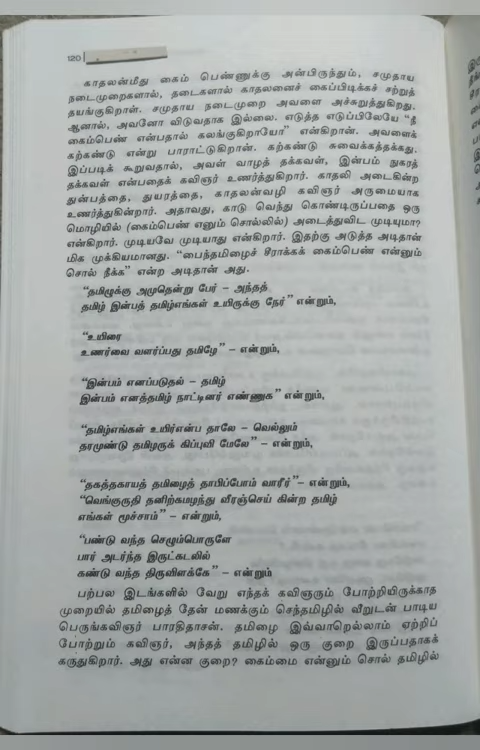 120
காதலன்மீது கைம் பெண்ணுக்கு அன்பிருந்தும், சமுதாய
நடைமுறைகளால், தடைகளால் காதலனைச் கைப்பிடிக்கச் சற்றுத்
தயங்குகிறாள். சமுதாய நடைமுறை அவளை அச்சுறுத்துகிறது.
ஆனால், அவனோ விடுவதாக இல்லை. எடுத்த எடுப்பிலேயே “தீ
கைம்பெண் என்பதால் கலங்குகிறாயோ” என்கிறான். அவளைக்
கற்கண்டு என்று பாராட்டுகிறான். கற்கண்டு சுவைக்கத்தக்கது.
இப்படிக் கூறுவதால், அவள் வாழத் தக்கவள், இன்பம் நுகரத்
தக்கவள் என்பதைக் கவிஞர் உணர்த்துகிறார். காதலி அடைகின்ற
துன்பத்தை, துயரத்தை, காதலன்வழி கவிஞர் அருமையாக
உணர்த்துகின்றார். அதாவது, காடு வெந்து கொண்டிருப்பதை ஒரு
மொழியில் (கைம்பெண் எனும் சொல்லில்) அடைத்துவிட முடியுமா?
என்கிறார். முடியவே முடியாது என்கிறார். இதற்கு அடுத்த அடிதான்
மிக முக்கியமானது. “பைந்தமிழைச் சீராக்கக் கைம்பெண் என்னும்
சொல் நீக்க” என்ற அடிதான் அது.
“தமிழுக்கு அமுதென்று பேர் – அந்தத்
தமிழ் இன்பத் தமிழ்எங்கள் உயிருக்கு நேர்” என்றும்,
“உயிரை
உணர்வை வளர்ப்பது தமிழே” – என்றும்,
“இன்பம் எனப்படுதல் – தமிழ்
இன்பம் எனத்தமிழ் நாட்டினர் எண்ணுக” என்றும்,
“தமிழ்எங்கள் உயிர்என்ப தாலே – வெல்லும்
தரமுண்டு தமிழருக் கிப்புவி மேலே” – என்றும்,
“தகத்தகாயத் தமிழைத் தாபிப்போம் வாரீர்”– என்றும்,
“வெங்குருதி தனிற்கமழந்து வீரஞ்செய் கின்ற தமிழ்
எங்கள் மூச்சாம்” – என்றும்,
“பண்டு வந்த செழும்பொருளே
பார் அடர்ந்த இருட்கடலில்
கண்டு வந்த திருவிளக்கே” – என்றும்
பற்பல இடங்களில் வேறு எந்தக் கவிஞரும் போற்றியிருக்காத
முறையில் தமிழைத் தேன் மணக்கும் செந்தமிழில் வீறுடன் பாடிய
பெருங்கவிஞர் பாரதிதாசன். தமிழை இவ்வாறெல்லாம் ஏற்றிப்
போற்றும் கவிஞர், அந்தத் தமிழில் ஒரு குறை இருப்பதாகக்
கருதுகிறார். அது என்ன குறை? கைம்மை என்னும் சொல் தமிழில்